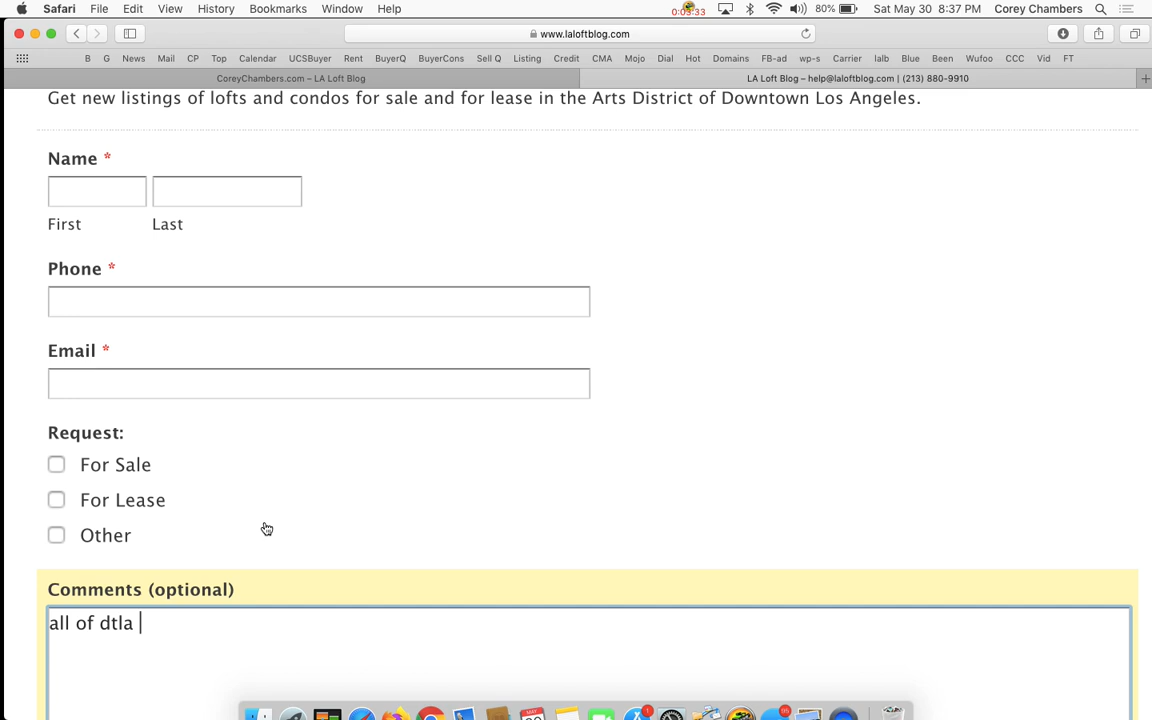 Safari File Edit View History Bookmarks Window Help 0:03:33 80% Sat May 30 8:37 PM Corey Chambers
www.laloftblog.com
B G News Mail CP Top Calendar UCSBuyer Rent BuyerQ BuyerCons Sell Q Listing Credit CMA Mojo Dial Hot Domains FB-ad wp-s Carrier lalb Blue Been Wufoo CCC Vid FT
CoreyChambers.com – LA Loft Blog LA Loft Blog – help@laloftblog.com | (213) 880-9910
Get new listings of lofts and condos for sale and for lease in the Arts District of Downtown Los Angeles.
Name *
First Last
Phone *
Email *
Request:
For Sale
For Lease
Other
Comments (optional)
all of dtla